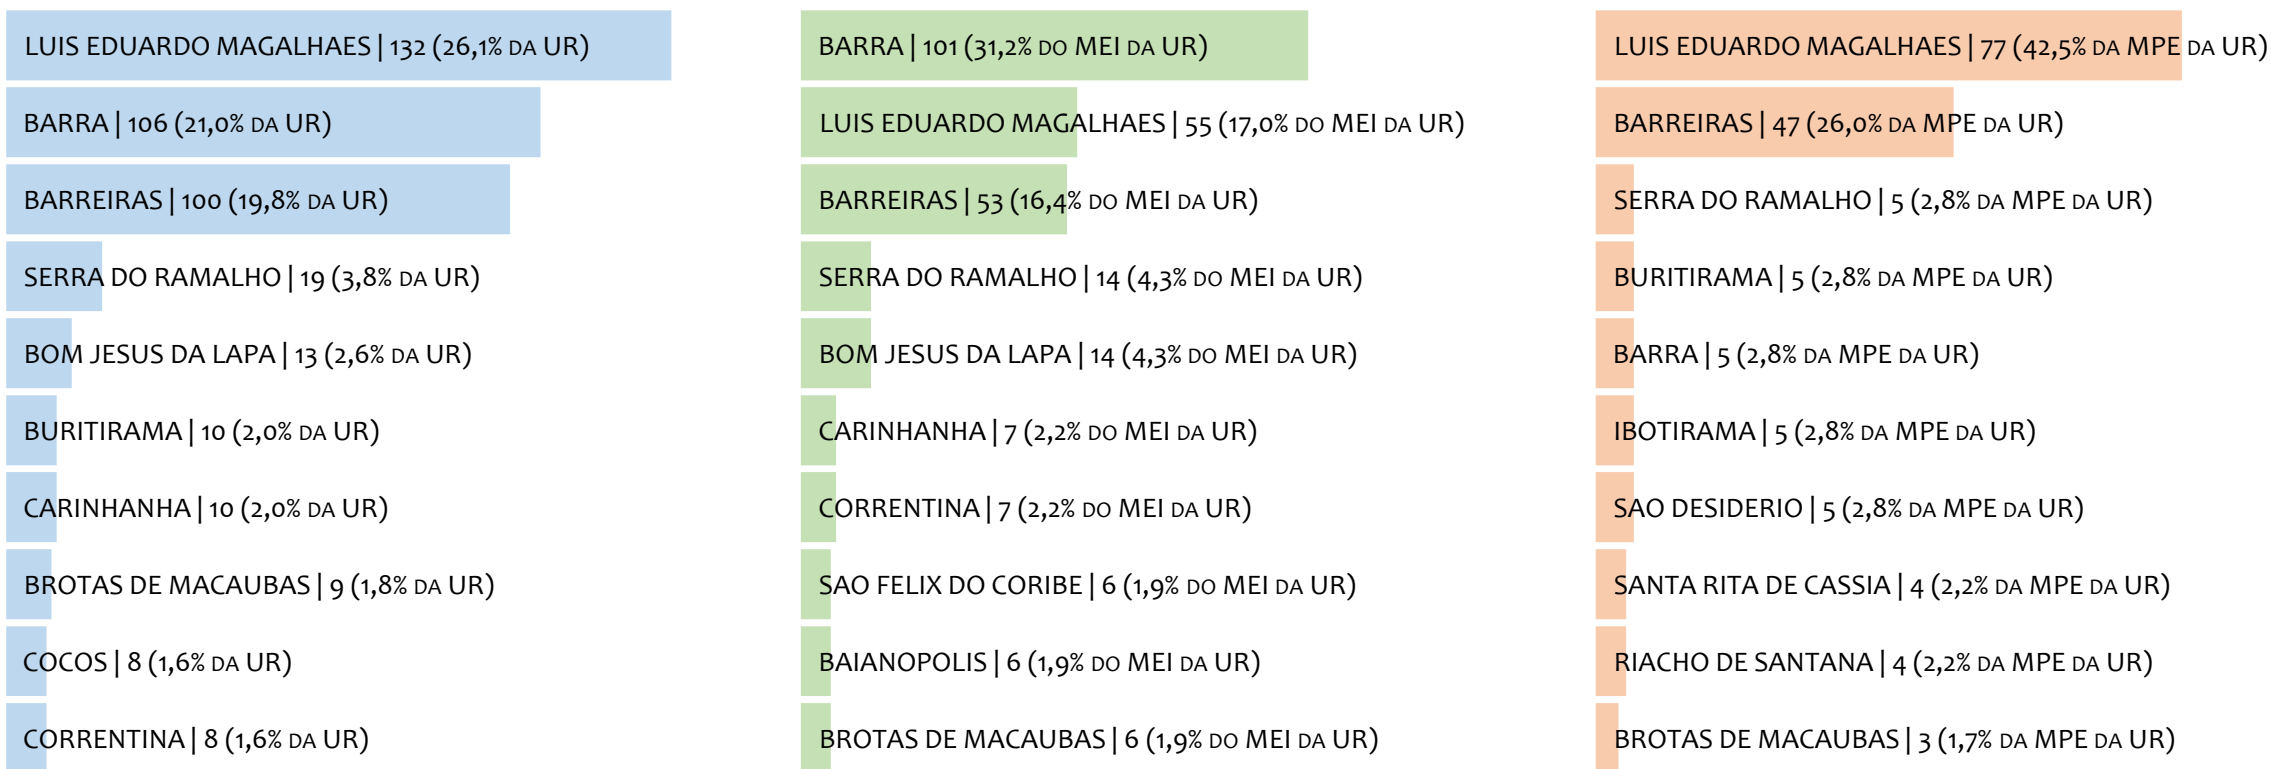 LUIS EDUARDO MAGALHAES | 132 (26,1% DA UR)
BARRA | 106 (21,0% DA UR)
BARREIRAS | 100 (19,8% DA UR)
SERRA DO RAMALHO | 19 (3,8% DA UR)
BOM JESUS DA LAPA | 13 (2,6% DA UR)
BURITIRAMA | 10 (2,0% DA UR)
CARINHANHA | 10 (2,0% DA UR)
BROTAS DE MACAUBAS | 9 (1,8% DA UR)
COCOS | 8 (1,6% DA UR)
CORRENTINA | 8 (1,6% DA UR)
BARRA | 101 (31,2% DO MEI DA UR)
LUIS EDUARDO MAGALHAES | 55 (17,0% DO MEI DA UR)
BARREIRAS | 53 (16,4% DO MEI DA UR)
SERRA DO RAMALHO | 14 (4,3% DO MEI DA UR)
BOM JESUS DA LAPA | 14 (4,3% DO MEI DA UR)
CARINHANHA | 7 (2,2% DO MEI DA UR)
CORRENTINA | 7 (2,2% DO MEI DA UR)
SAO FELIX DO CORIBE | 6 (1,9% DO MEI DA UR)
BAIANOPOLIS | 6 (1,9% DO MEI DA UR)
BROTAS DE MACAUBAS | 6 (1,9% DO MEI DA UR)
LUIS EDUARDO MAGALHAES | 77 (42,5% DA MPE DA UR)
BARREIRAS | 47 (26,0% DA MPE DA UR)
SERRA DO RAMALHO | 5 (2,8% DA MPE DA UR)
BURITIRAMA | 5 (2,8% DA MPE DA UR)
BARRA | 5 (2,8% DA MPE DA UR)
IBOTIRAMA | 5 (2,8% DA MPE DA UR)
SAO DESIDERIO | 5 (2,8% DA MPE DA UR)
SANTA RITA DE CASSIA | 4 (2,2% DA MPE DA UR)
RIACHO DE SANTANA | 4 (2,2% DA MPE DA UR)
BROTAS DE MACAUBAS | 3 (1,7% DA MPE DA UR)